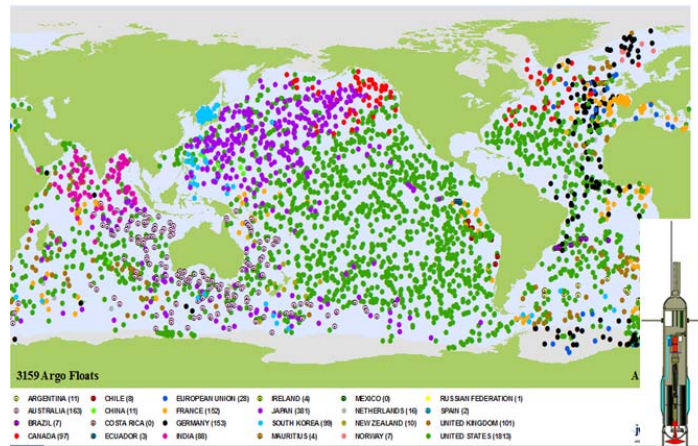 3159 Argo Floats
A
ARGENTINA (11) CHILE (8) EUROPEAN UNION (28) IRELAND (4) MEXICO (0) RUSSIAN FEDERATION (1)
AUSTRALIA (163) CHINA (11) FRANCE (152) JAPAN (381) NETHERLANDS (16) SPAIN (2)
BRAZIL (7) COSTA RICA (0) GERMANY (153) SOUTH KOREA (39) NEW ZEALAND (10) UNITED KINGDOM (101)
CANADA (97) ECUADOR (3) INDIA (88) MAURITIUS (4) NORWAY (7) UNITED STATES (1813)